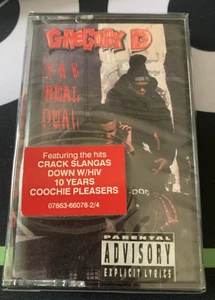 GREGORY D
THE
REAL
DEAL
Featuring the hits
CRACK SLANGAS
DOWN W/HIV
10 YEARS
COOCHIE PLEASERS
07863-66078-2/4
PARENTAL
ADVISORY
EXPLICIT LYRICS